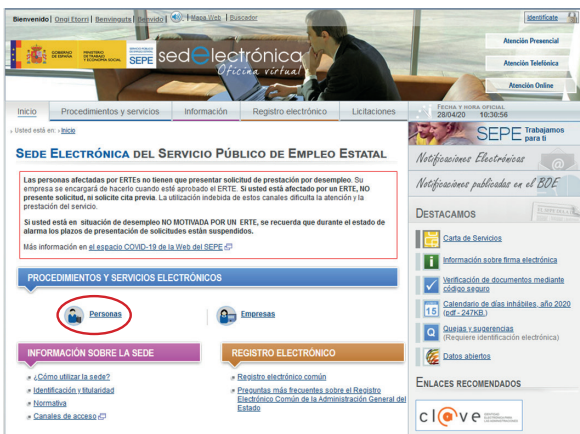 Bienvenido | Ongi Etorri | Benvinguts | Benvido | Mapa Web | Buscador
Identifícate
Atención Presencial
Atención Telefónica
Atención Online
GOBIERNO DE ESPAÑA
MINISTERIO DE TRABAJO Y ECONOMÍA SOCIAL
SEPE
sed electrónica
Oficina virtual
Inicio Procedimientos y servicios Información Registro electrónico Licitaciones
FECHA Y HORA OFICIAL
28/04/20 10:30:56
Usted está en: Inicio
SEDE ELECTRÓNICA DEL SERVICIO PÚBLICO DE EMPLEO ESTATAL
Las personas afectadas por ERTEs no tienen que presentar solicitud de prestación por desempleo. Su
empresa se encargará de hacerlo cuando esté aprobado el ERTE. Si usted está afectado por un ERTE, NO
presente solicitud, ni solicite cita previa. La utilización indebida de estos canales dificulta la atención y la
prestación del servicio.
Si usted está en situación de desempleo NO MOTIVADA POR UN ERTE, se recuerda que durante el estado de
alarma los plazos de presentación de solicitudes están suspendidos.
Más información en el espacio COVID-19 de la Web del SEPE
PROCEDIMIENTOS Y SERVICIOS ELECTRÓNICOS
Personas
Empresas
INFORMACIÓN SOBRE LA SEDE
¿Cómo utilizar la sede?
Identificación y titularidad
Normativa
Canales de acceso
REGISTRO ELECTRÓNICO
Registro electrónico común
Preguntas más frecuentes sobre el Registro
Electrónico Común de la Administración General del
Estado
SEPE Trabajamos
para ti
Notificaciones Electrónicas
Notificaciones publicadas en el BOE
DESTACAMOS
Carta de Servicios
Información sobre firma electrónica
Verificación de documentos mediante
código seguro
15
Calendario de días inhábiles, año 2020
(pdf - 247KB.)
Quejas y sugerencias
(Requiere identificación electrónica)
Datos abiertos
ENLACES RECOMENDADOS
cl@ve